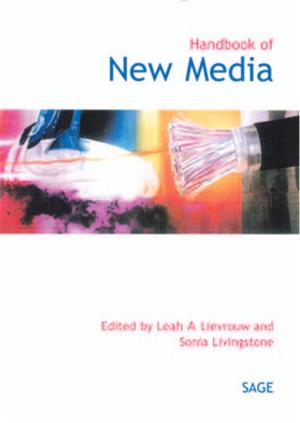 Handbook of
New Media
Edited by Leah A Lievrouw and
Sonia Livingstone
SAGE